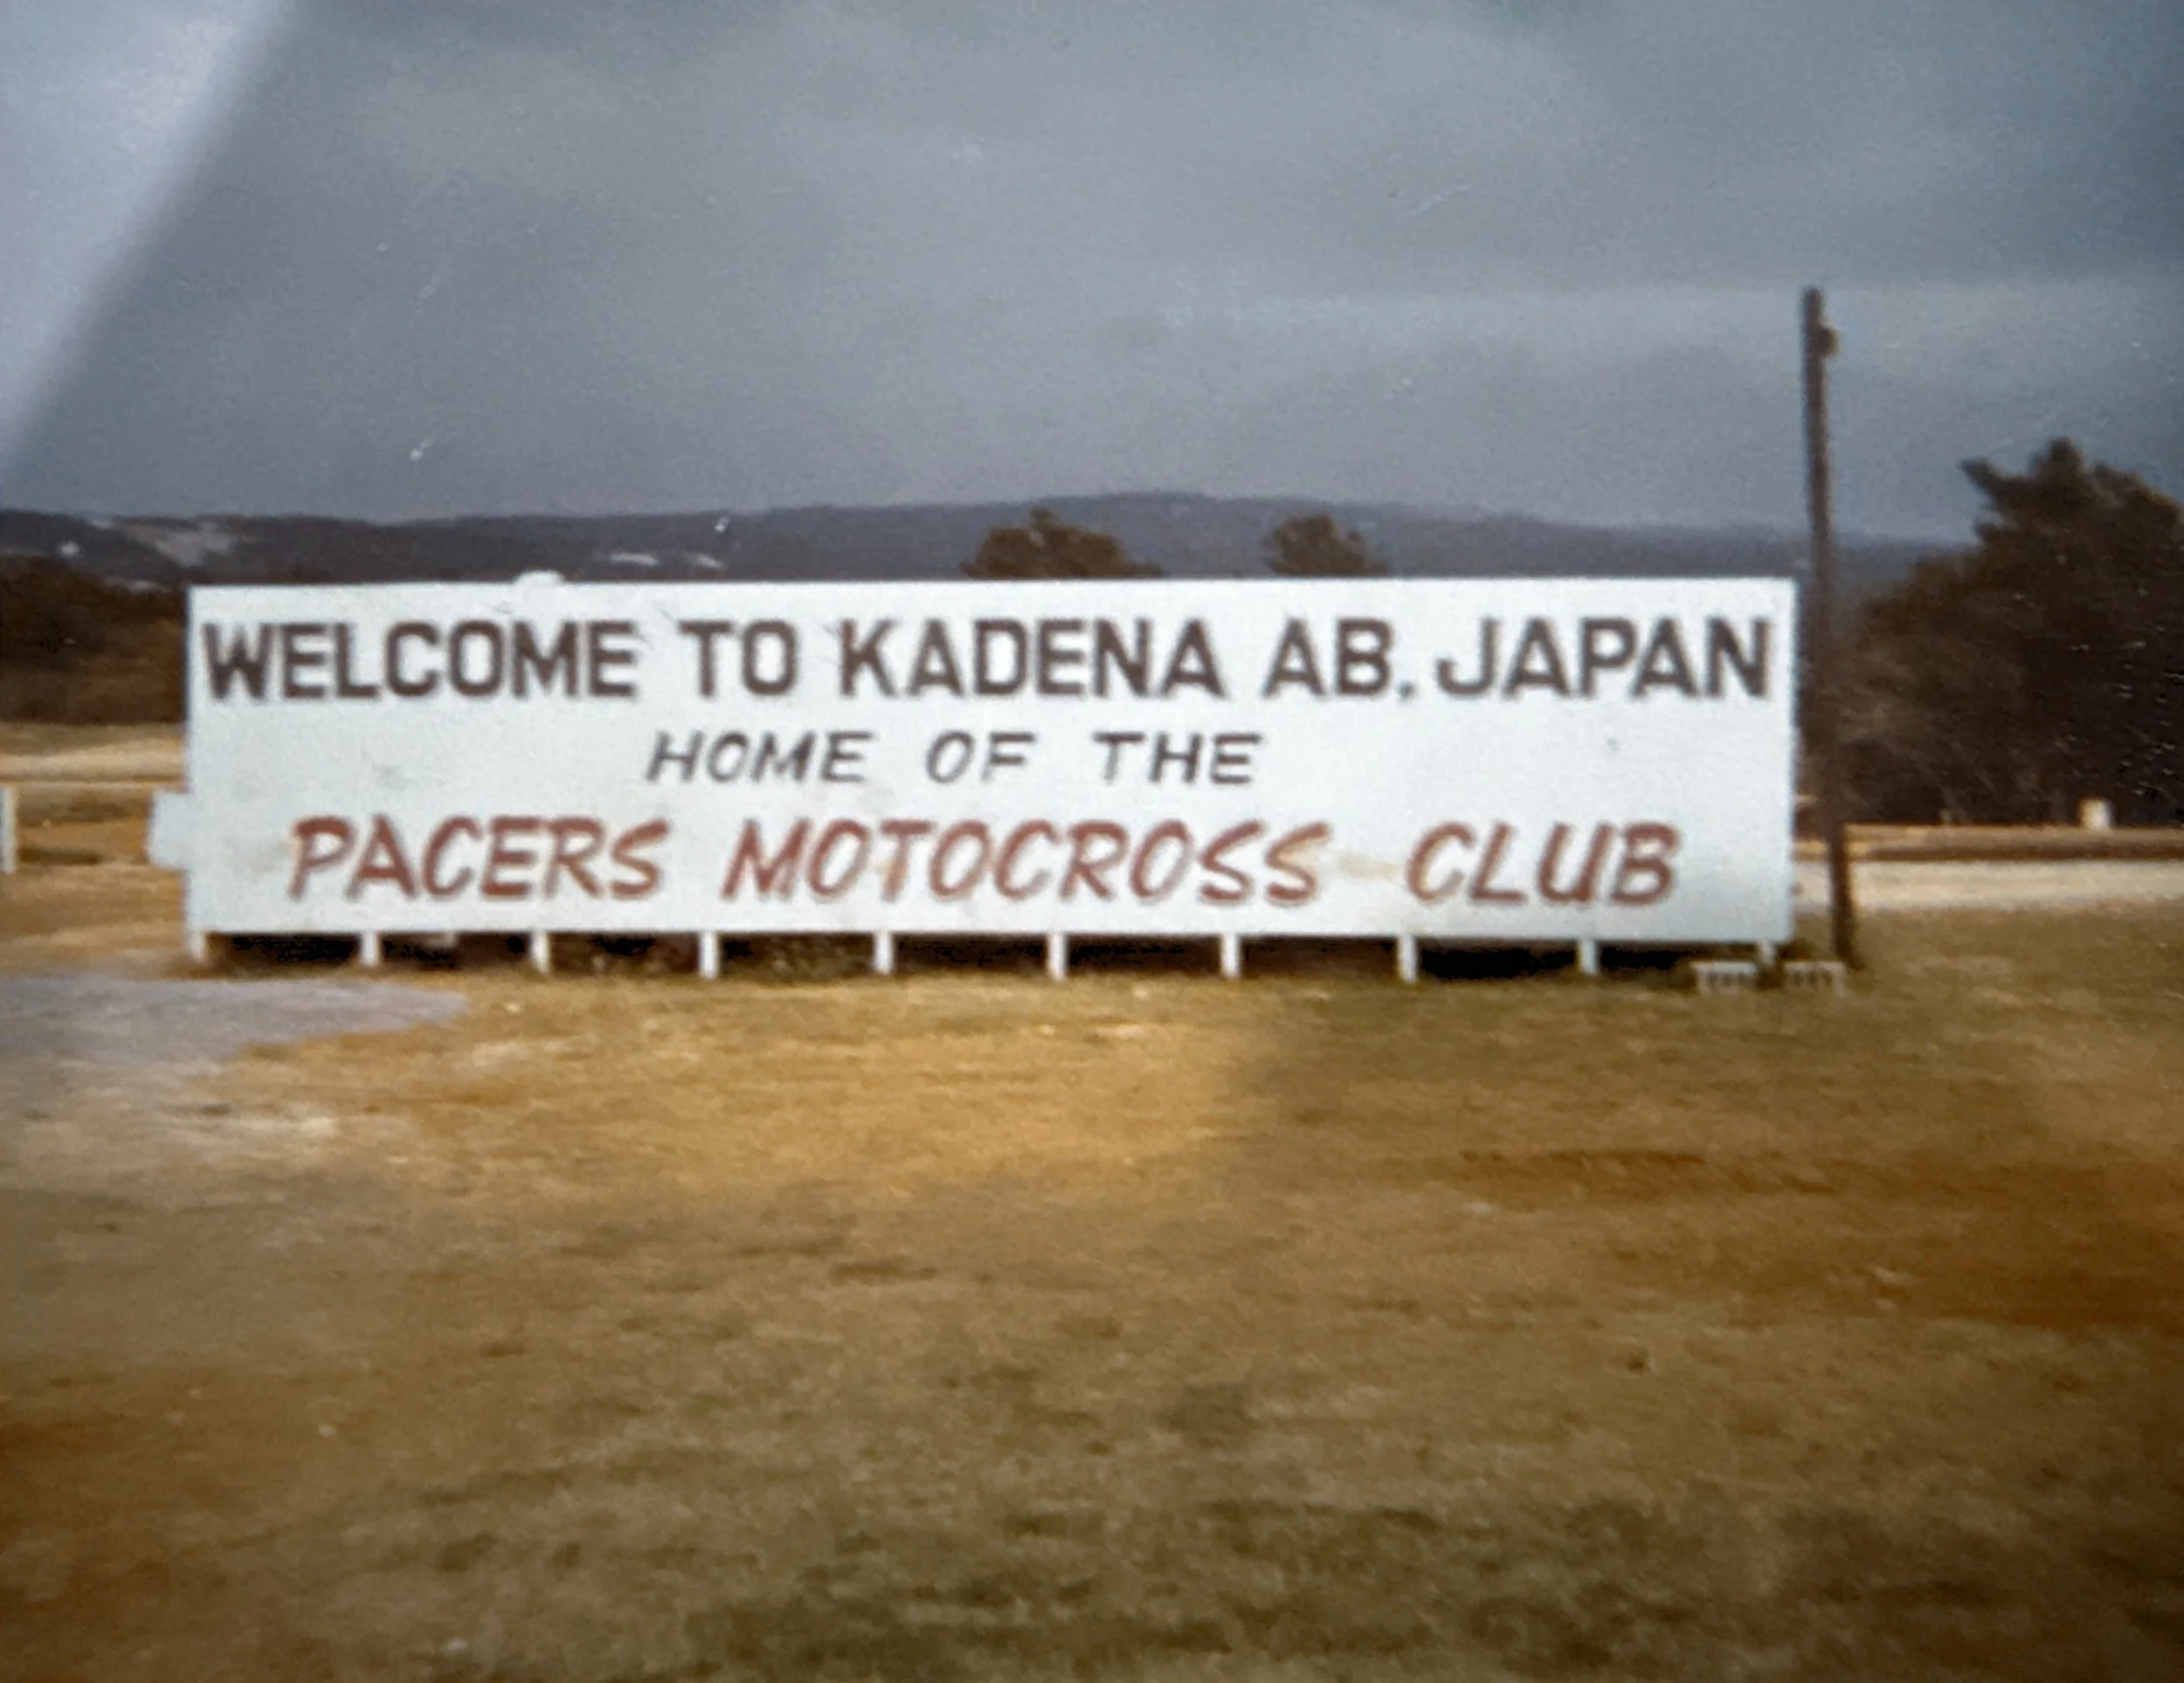 WELCOME TO KADENA AB, JAPAN
HOME OF THE
PACERS MOTOCROSS CLUB